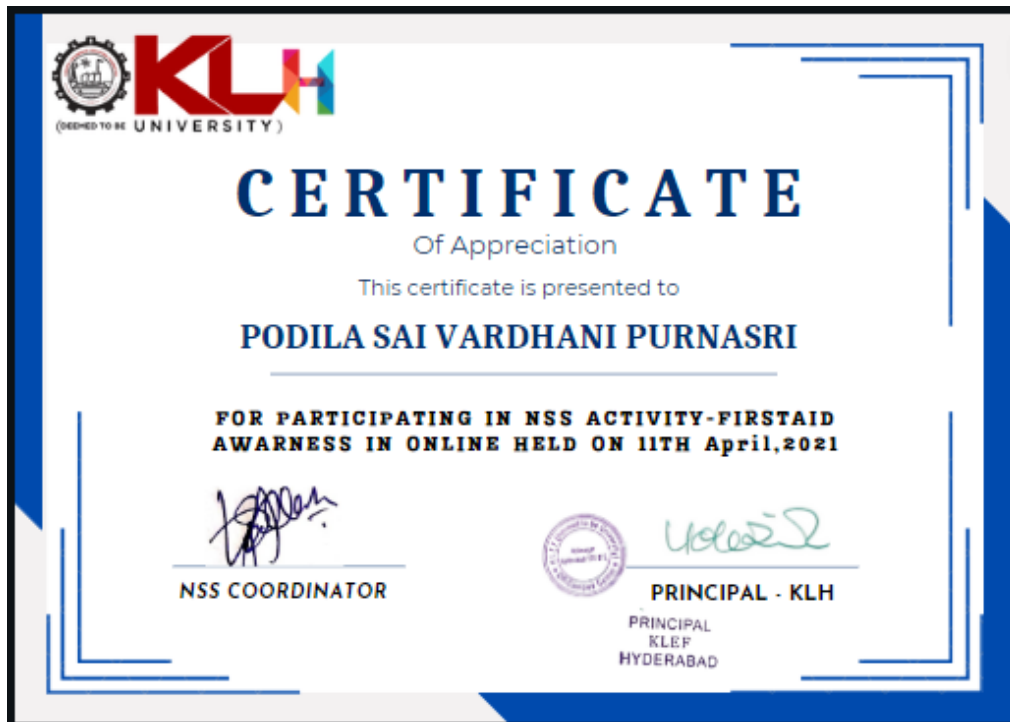 KLH
(DEEMED TO BE UNIVERSITY)
CERTIFICATE
Of Appreciation
This certificate is presented to
PODILA SAI VARDHANI PURNASRI
FOR PARTICIPATING IN NSS ACTIVITY-FIRSTAID
AWARNESS IN ONLINE HELD ON 11TH April,2021
NSS COORDINATOR
PRINCIPAL - KLH
PRINCIPAL
KLEF
HYDERABAD